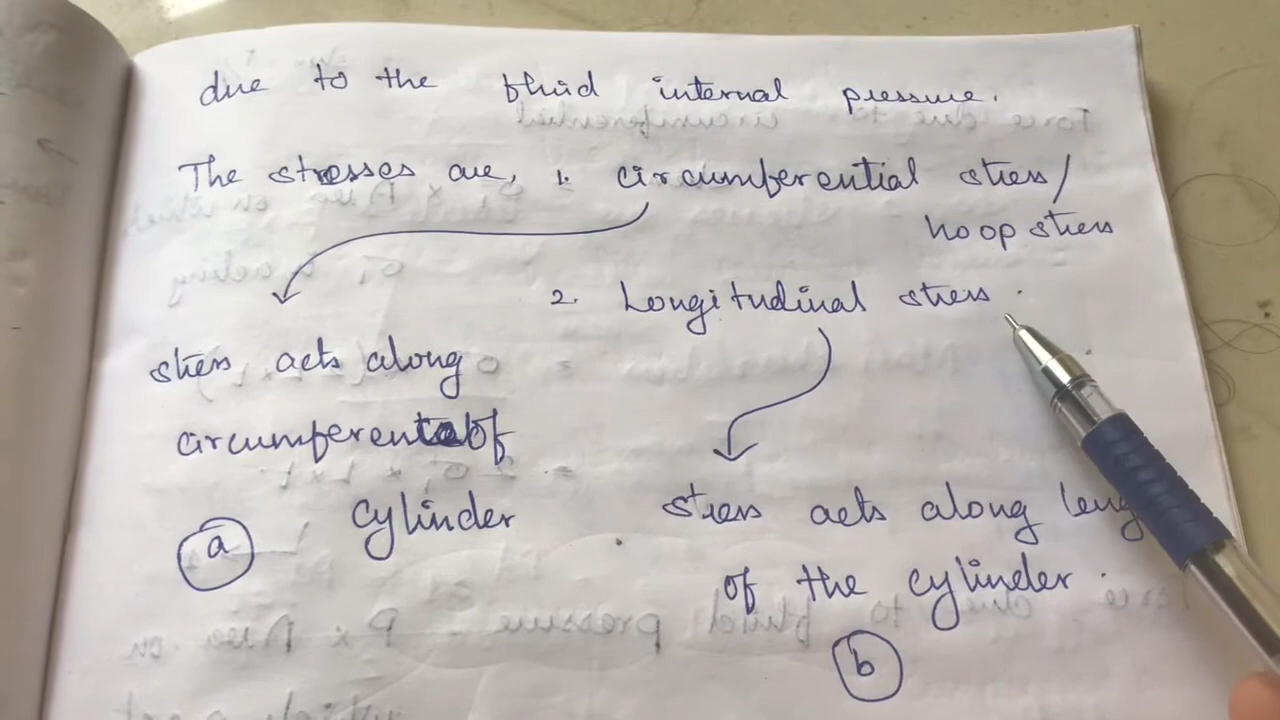 due to the fluid internal pressure.
The stresses are, 1. circumferential stress/
hoop stress
2. Longitudinal stress.
stress acts along
circumference of
cylinder
a
stress acts along leng
of the cylinder.
b